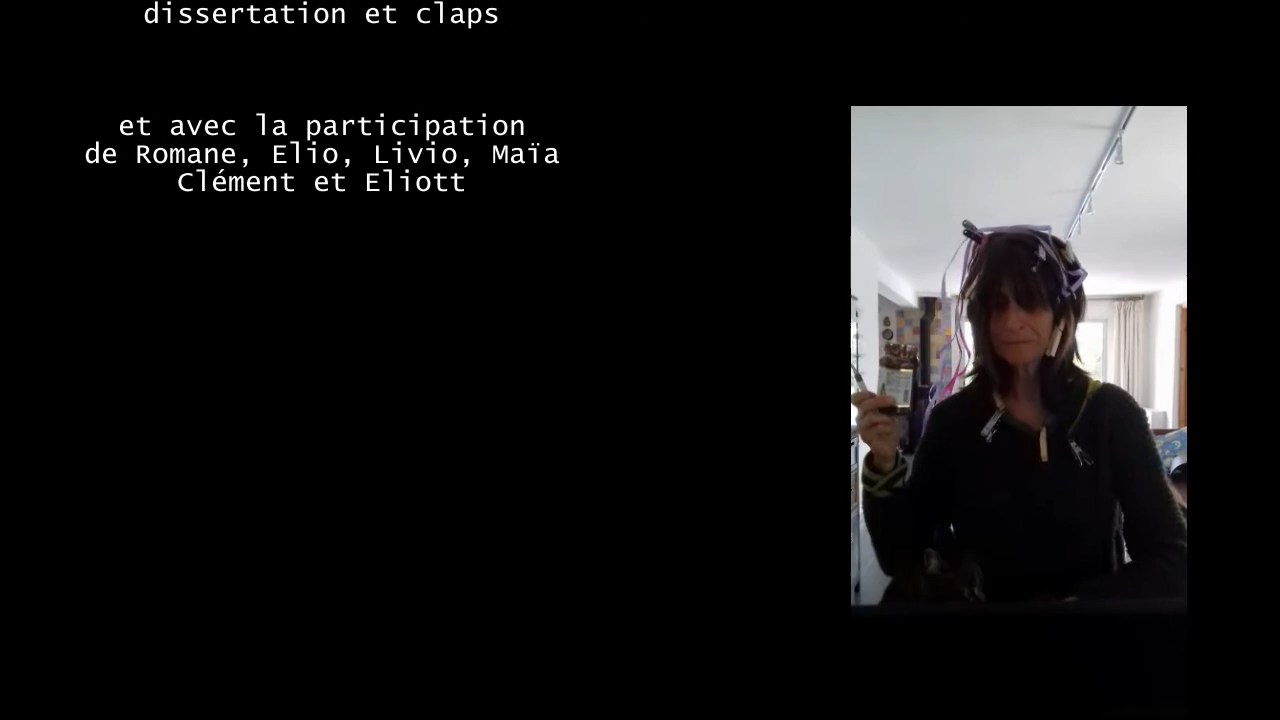 dissertation et claps
et avec la participation
de Romane, Elio, Livio, Maïa
Clément et Eliott